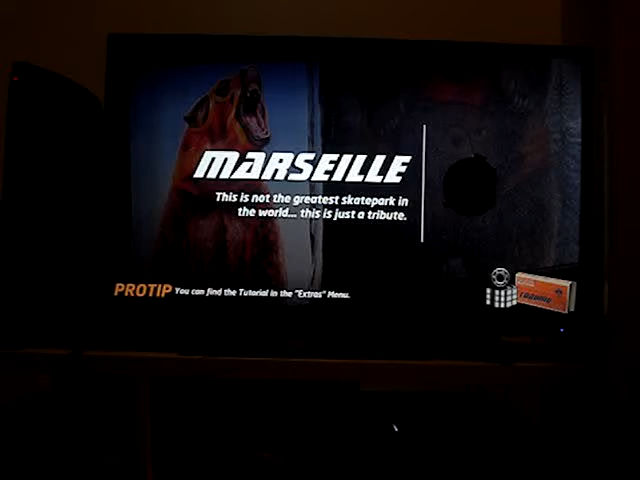 MARSEILLE
This is not the greatest skatepark in
the world... this is just a tribute.
PROTIP You can find the Tutorial in the "Extras" Menu.
LOADING